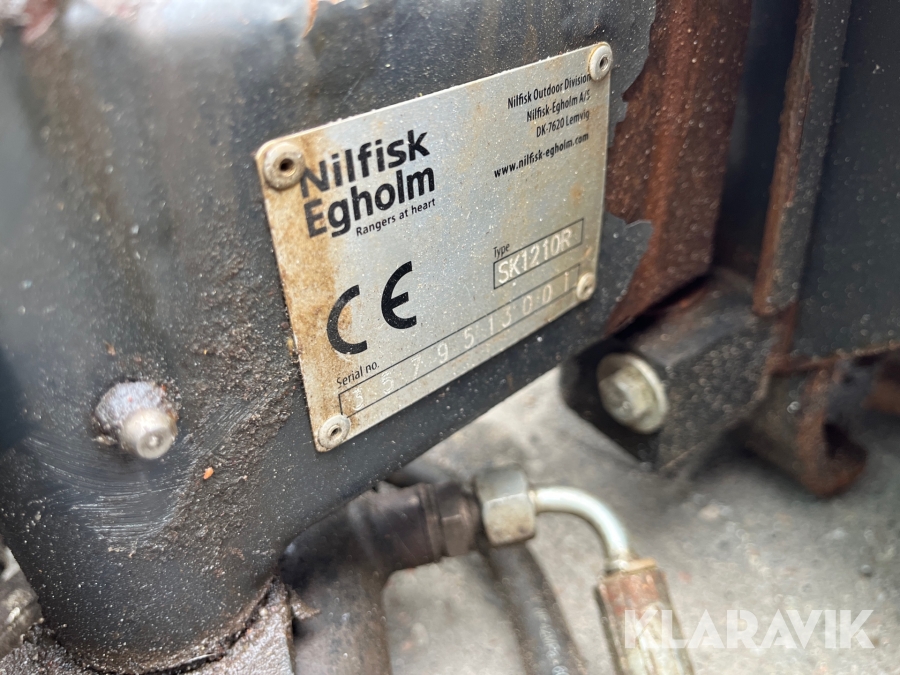 Nilfisk
Egholm
Rangers at heart
Nilfisk Outdoor Division
Nilfisk-Egholm A/S
DK-7620 Lemvig
www.nilfisk-egholm.com
CE
Type
SK1210R
Serial no.
KLARAVIK